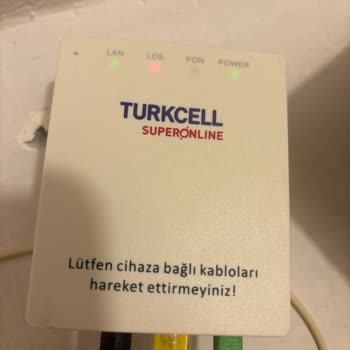 LAN LOS PON POWER
TURKCELL
SUPERONLINE
Lütfen cihaza bağlı kabloları
hareket ettirmeyiniz!